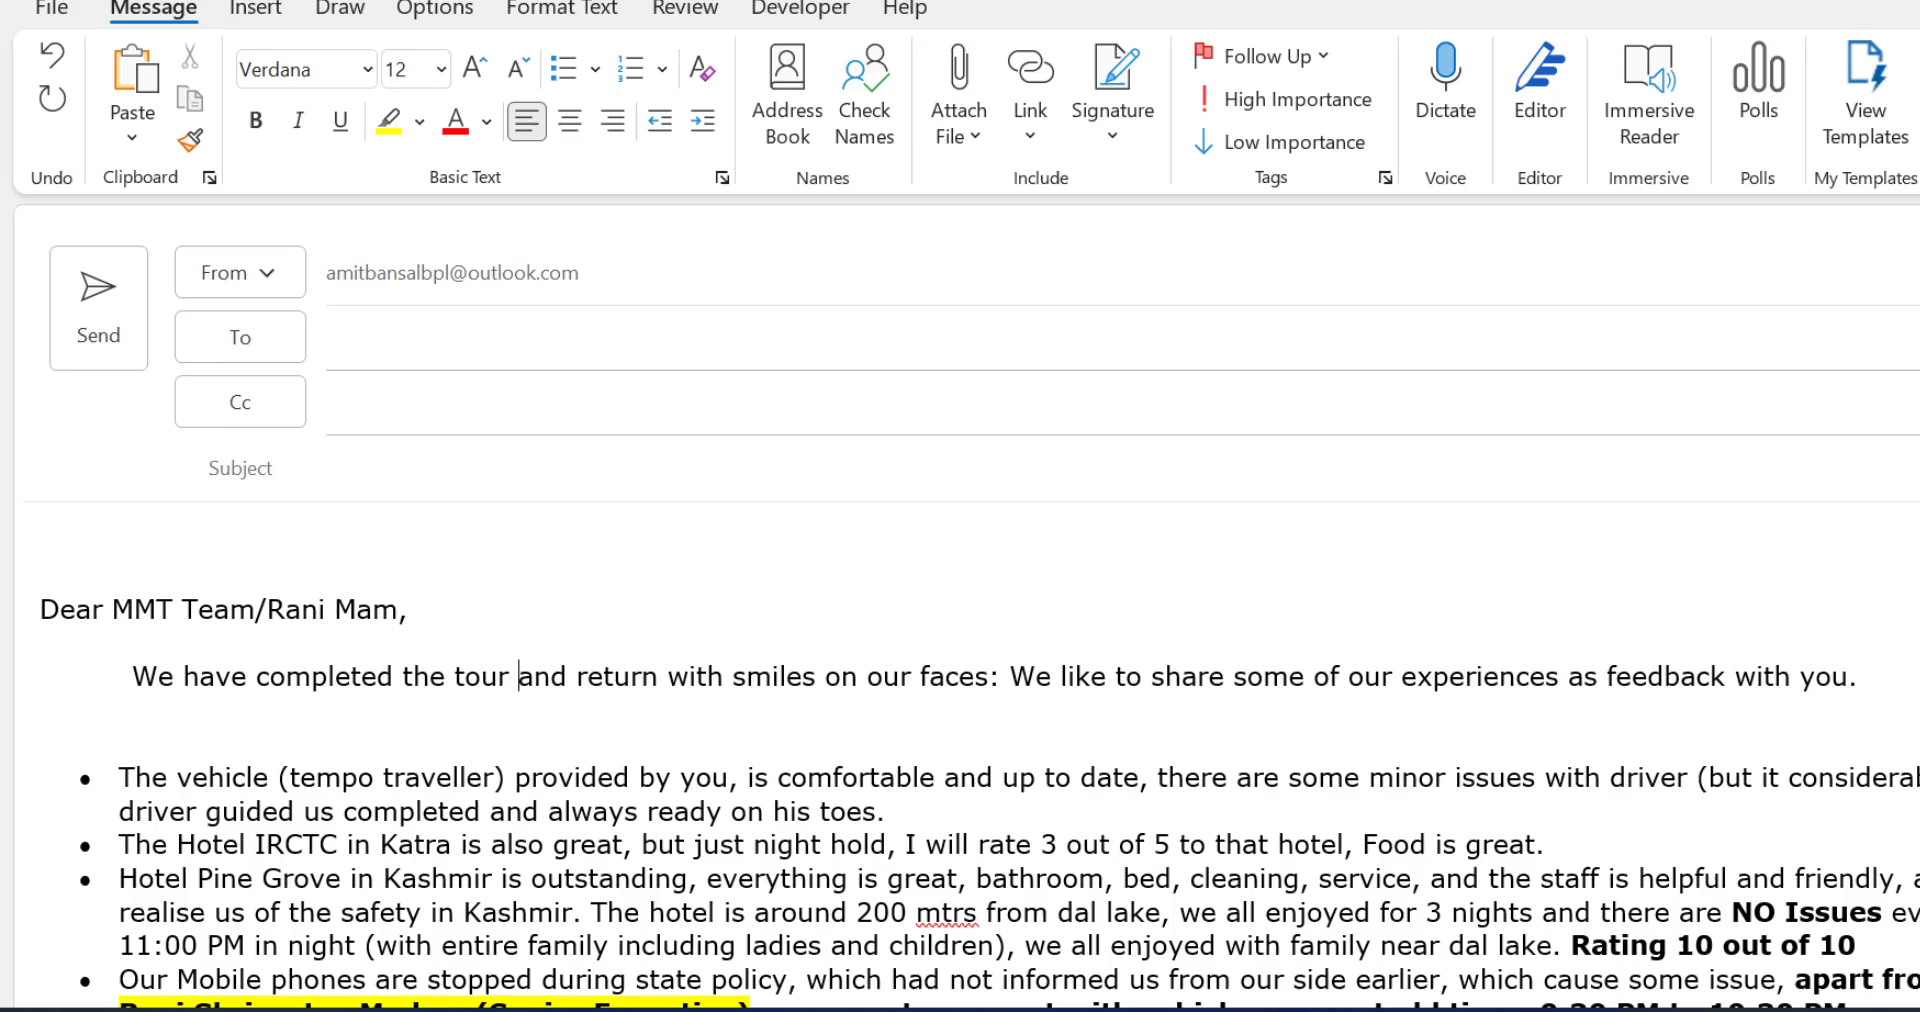 File Message Insert Draw Options Format Text Review Developer Help
Verdana 12
Paste
B I U
Address Book
Check Names
Attach File
Link
Signature
Follow Up
High Importance
Low Importance
Dictate
Editor
Immersive Reader
Polls
View Templates
Undo Clipboard Basic Text Names Include Tags Voice Editor Immersive Polls My Templates
Send
From amitbansalbpl@outlook.com
To
Cc
Subject
Dear MMT Team/Rani Mam,
We have completed the tour and return with smiles on our faces: We like to share some of our experiences as feedback with you.
• The vehicle (tempo traveller) provided by you, is comfortable and up to date, there are some minor issues with driver (but it
driver guided us completed and always ready on his toes.
• The Hotel IRCTC in Katra is also great, but just night hold, I will rate 3 out of 5 to that hotel, Food is great.
• Hotel Pine Grove in Kashmir is outstanding, everything is great, bathroom, bed, cleaning, service, and the staff is helpful and friendly,
realise us of the safety in Kashmir. The hotel is around 200 mtrs from dal lake, we all enjoyed for 3 nights and there are NO Issues
11:00 PM in night (with entire family including ladies and children), we all enjoyed with family near dal lake. Rating 10 out of 10
• Our Mobile phones are stopped during state policy, which had not informed us from our side earlier, which cause some issue, apart